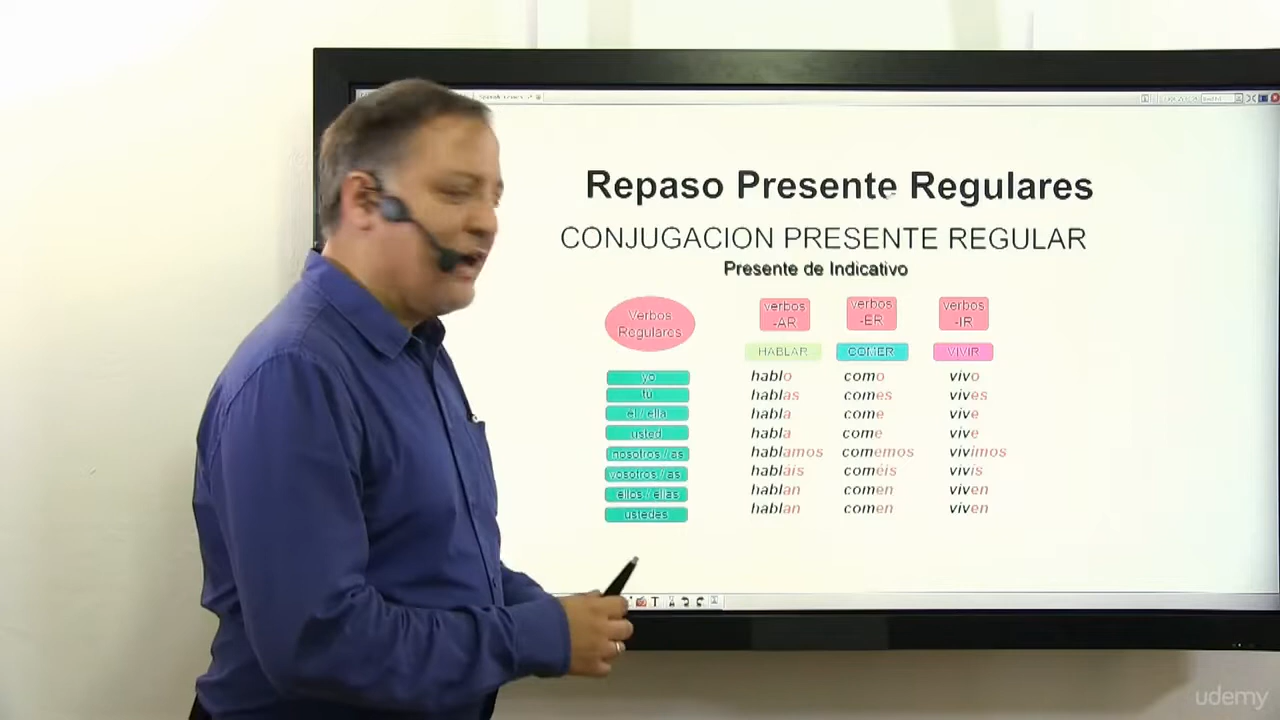 Repaso Presente Regulares
CONJUGACION PRESENTE REGULAR
Presente de Indicativo
Verbos Regulares
verbos -AR
verbos -ER
verbos -IR
HABLAR COMER VIVIR
yo hablo como vivo
tú hablas comes vives
él / ella habla come vive
usted habla come vive
nosotros / as hablamos comemos vivimos
vosotros / as habláis coméis vivís
ellos / ellas hablan comen viven
ustedes hablan comen viven
T
udemy